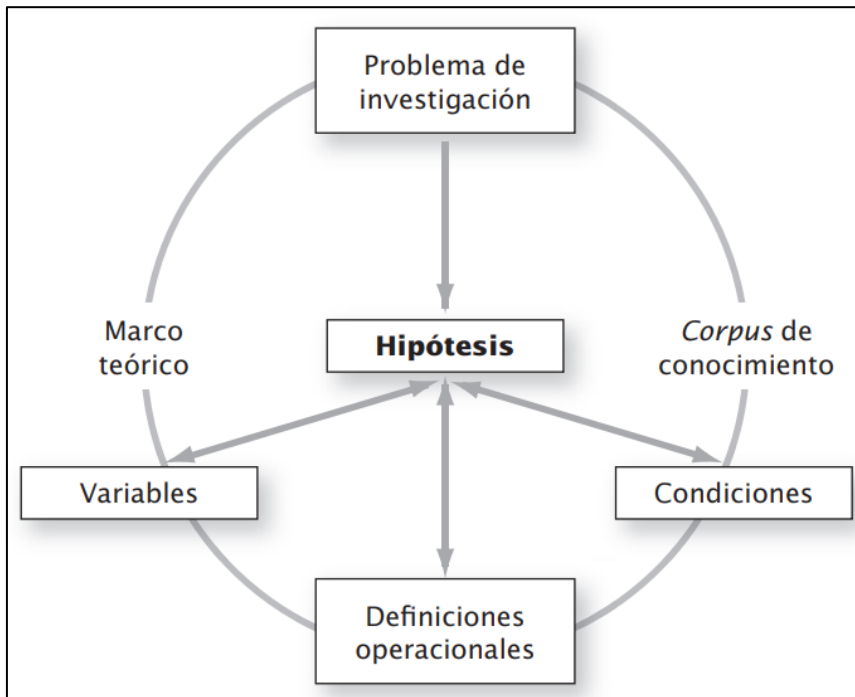 Problema de
investigación
Hipótesis
Marco
teórico
Corpus de
conocimiento
Variables
Condiciones
Definiciones
operacionales